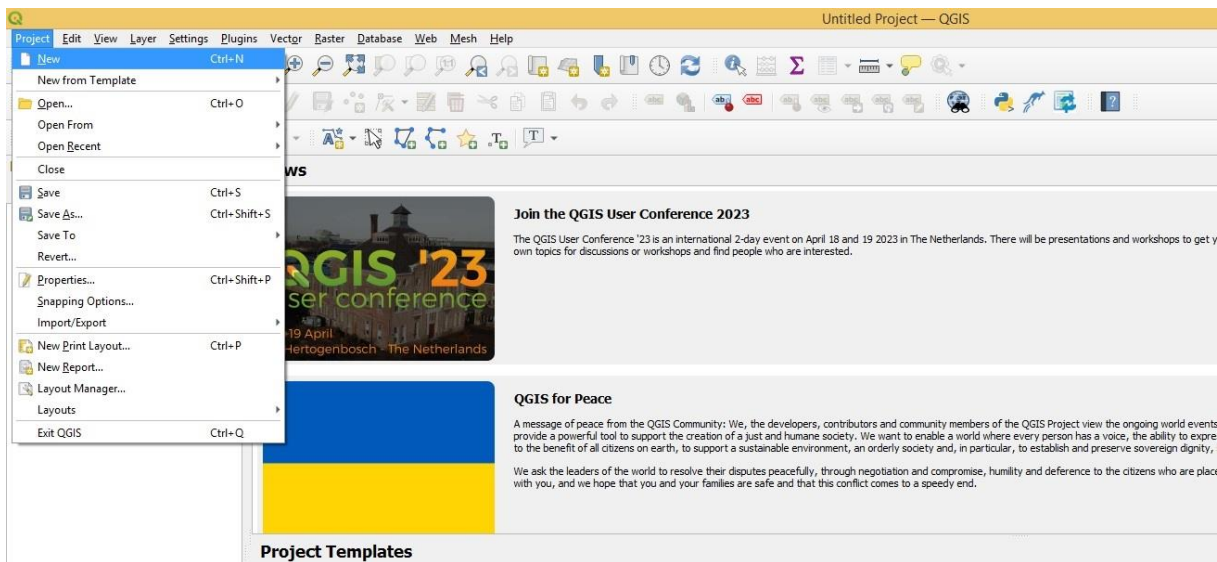 Untitled Project — QGIS
Project Edit View Layer Settings Plugins Vector Raster Database Web Mesh Help
New Ctrl+N
New from Template
Open... Ctrl+O
Open From
Open Recent
Close
Save Ctrl+S
Save As... Ctrl+Shift+S
Save To
Revert...
Properties... Ctrl+Shift+P
Snapping Options...
Import/Export
New Print Layout... Ctrl+P
New Report...
Layout Manager...
Layouts
Exit QGIS Ctrl+Q
ws
QGIS '23
user conference
-19 April
Hertogenbosch - The Netherlands
Join the QGIS User Conference 2023
The QGIS User Conference '23 is an international 2-day event on April 18 and 19 2023 in The Netherlands. There will be presentations and workshops to get y
own topics for discussions or workshops and find people who are interested.
QGIS for Peace
A message of peace from the QGIS Community: We, the developers, contributors and community members of the QGIS Project view the ongoing world events
provide a powerful tool to support the creation of a just and humane society. We want to enable a world where every person has a voice, the ability to expre
to the benefit of all citizens on earth, to support a sustainable environment, an orderly society and, in particular, to establish and preserve sovereign dignity,
We ask the leaders of the world to resolve their disputes peacefully, through negotiation and compromise, humility and deference to the citizens who are place
with you, and we hope that you and your families are safe and that this conflict comes to a speedy end.
Project Templates